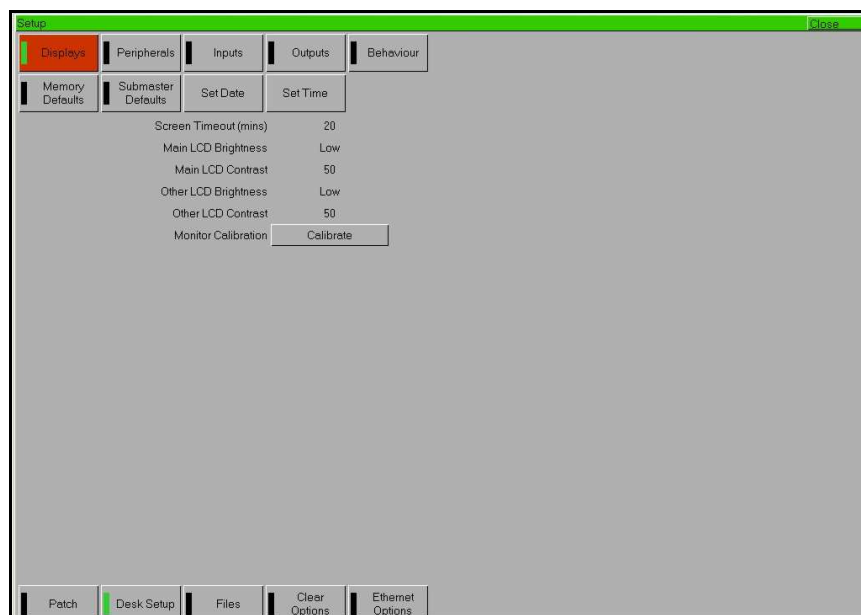 Setup Close
Displays Peripherals Inputs Outputs Behaviour
Memory Defaults Submaster Defaults Set Date Set Time
Screen Timeout (mins) 20
Main LCD Brightness Low
Main LCD Contrast 50
Other LCD Brightness Low
Other LCD Contrast 50
Monitor Calibration Calibrate
Patch Desk Setup Files Clear Options Ethernet Options